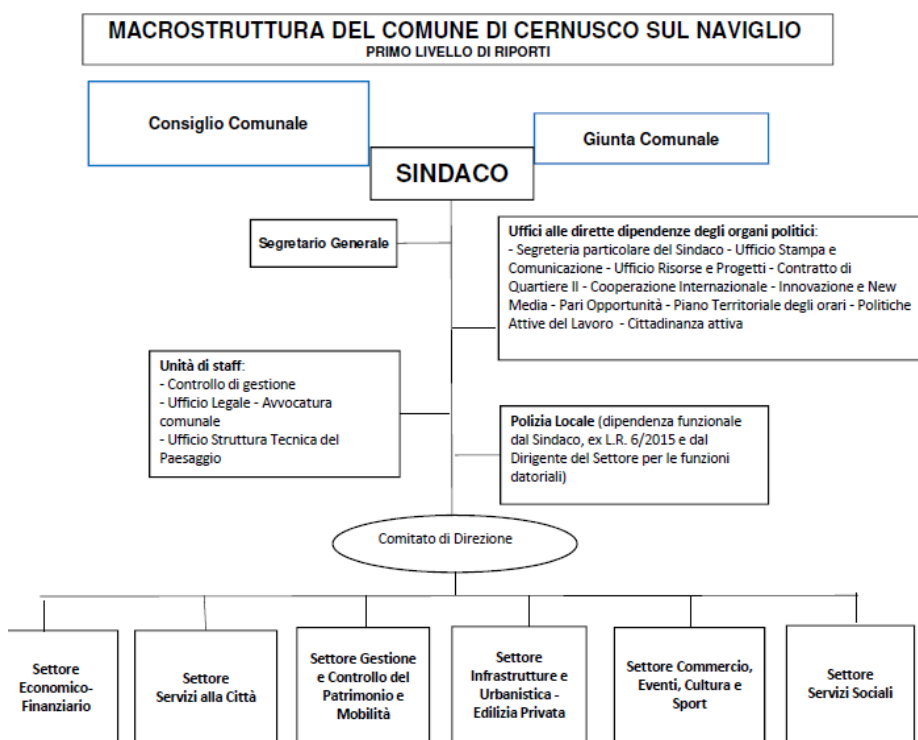 MACROSTRUTTURA DEL COMUNE DI CERNUSCO SUL NAVIGLIO
PRIMO LIVELLO DI RIPORTI
Consiglio Comunale
Giunta Comunale
SINDACO
Segretario Generale
Uffici alle dirette dipendenze degli organi politici:
- Segreteria particolare del Sindaco - Ufficio Stampa e
Comunicazione - Ufficio Risorse e Progetti - Contratto di
Quartiere II - Cooperazione Internazionale - Innovazione e New
Media - Pari Opportunità - Piano Territoriale degli orari - Politiche
Attive del Lavoro - Cittadinanza attiva
Unità di staff:
- Controllo di gestione
- Ufficio Legale - Avvocatura
comunale
- Ufficio Struttura Tecnica del
Paesaggio
Polizia Locale (dipendenza funzionale
dal Sindaco, ex L.R. 6/2015 e dal
Dirigente del Settore per le funzioni
datoriali)
Comitato di Direzione
Settore
Economico-
Finanziario
Settore
Servizi alla Città
Settore Gestione
e Controllo del
Patrimonio e
Mobilità
Settore
Infrastrutture e
Urbanistica -
Edilizia Privata
Settore Commercio,
Eventi, Cultura e
Sport
Settore
Servizi Sociali